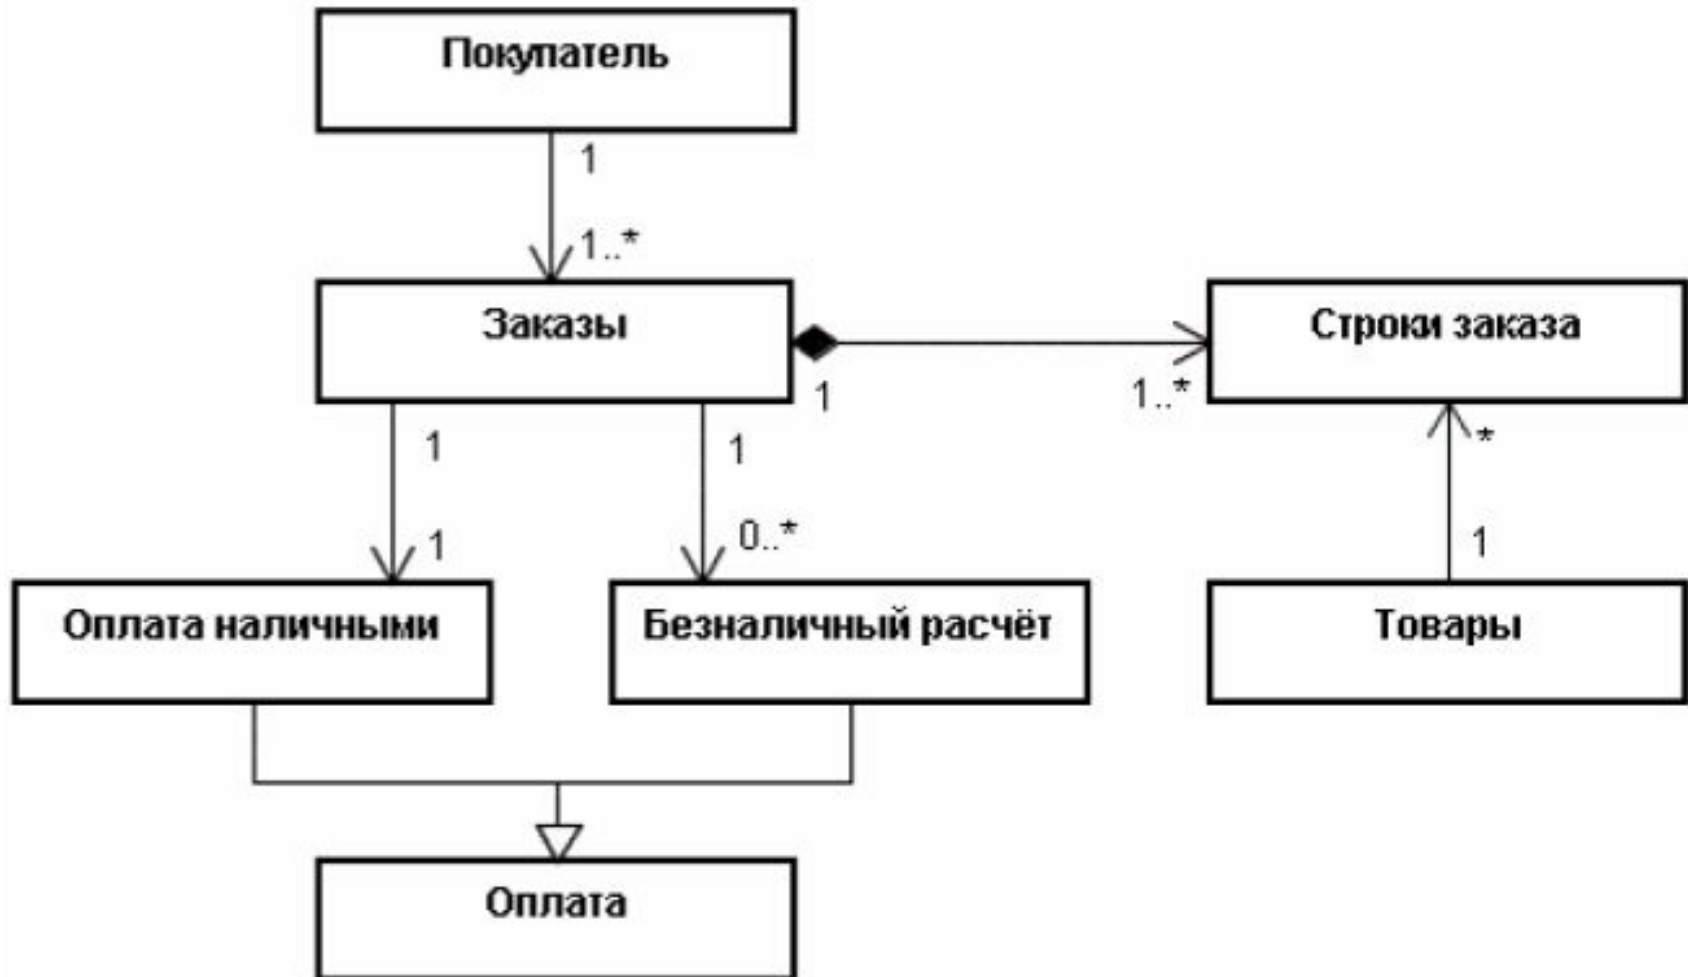 Покупатель
1
1..*
Заказы
Строки заказа
1
1..*
1
1
*
1
0..*
1
Оплата наличными
Безналичный расчёт
Товары
Оплата